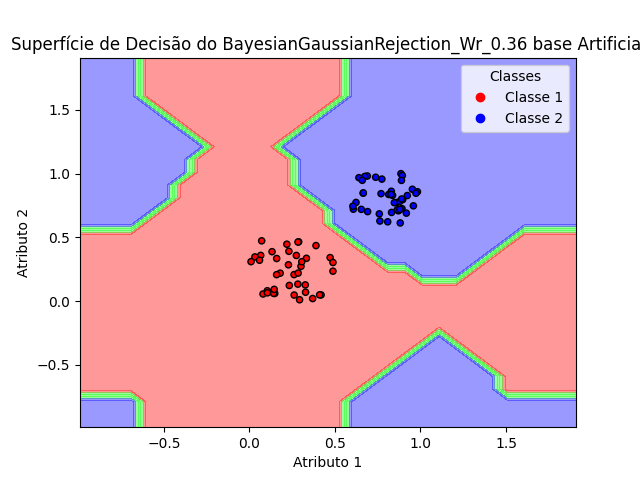 Superfície de Decisão do BayesianGaussianRejection_Wr_0.36 base Artificia
Classes
Classe 1
Classe 2
1.5
1.0
0.5
0.0
−0.5
Atributo 2
−0.5
0.0
0.5
1.0
1.5
Atributo 1